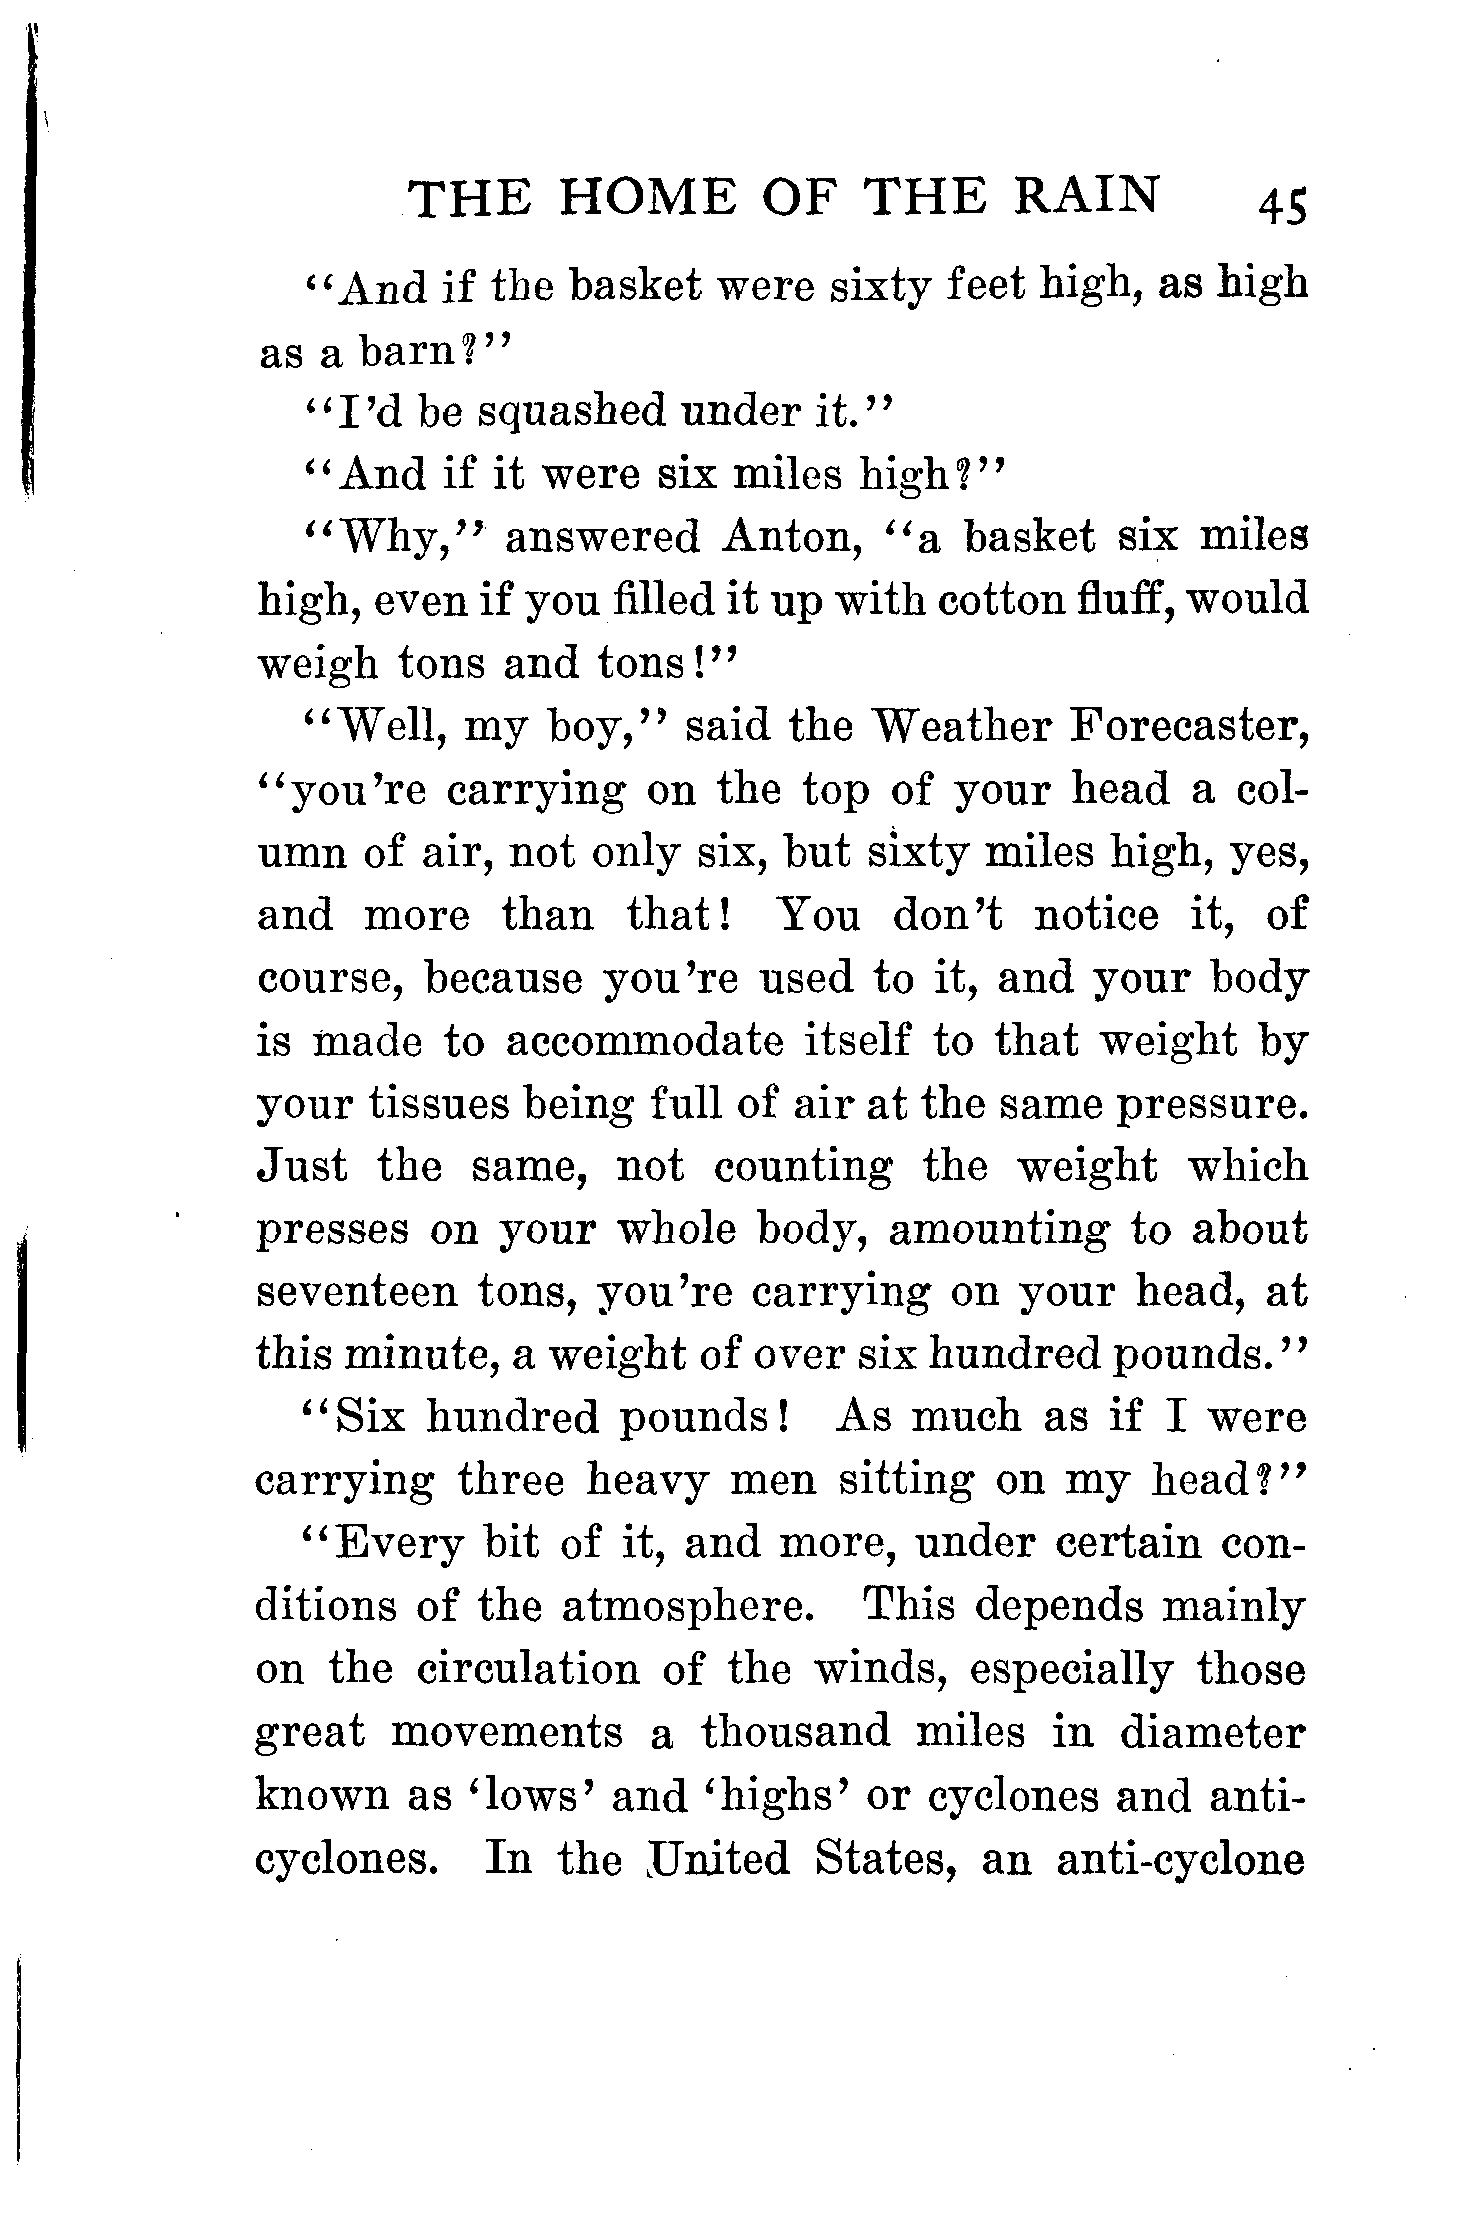 THE HOME OF THE RAIN 45
"And if the basket were sixty feet high, as high
as a barn?"
"I'd be squashed under it."
"And if it were six miles high?"
"Why," answered Anton, "a basket six miles
high, even if you filled it up with cotton fluff, would
weigh tons and tons!"
"Well, my boy," said the Weather Forecaster,
"you're carrying on the top of your head a col-
umn of air, not only six, but sixty miles high, yes,
and more than that! You don't notice it, of
course, because you're used to it, and your body
is made to accommodate itself to that weight by
your tissues being full of air at the same pressure.
Just the same, not counting the weight which
presses on your whole body, amounting to about
seventeen tons, you're carrying on your head, at
this minute, a weight of over six hundred pounds."
"Six hundred pounds! As much as if I were
carrying three heavy men sitting on my head?"
"Every bit of it, and more, under certain con-
ditions of the atmosphere. This depends mainly
on the circulation of the winds, especially those
great movements a thousand miles in diameter
known as 'lows' and 'highs' or cyclones and anti-
cyclones. In the United States, an anti-cyclone